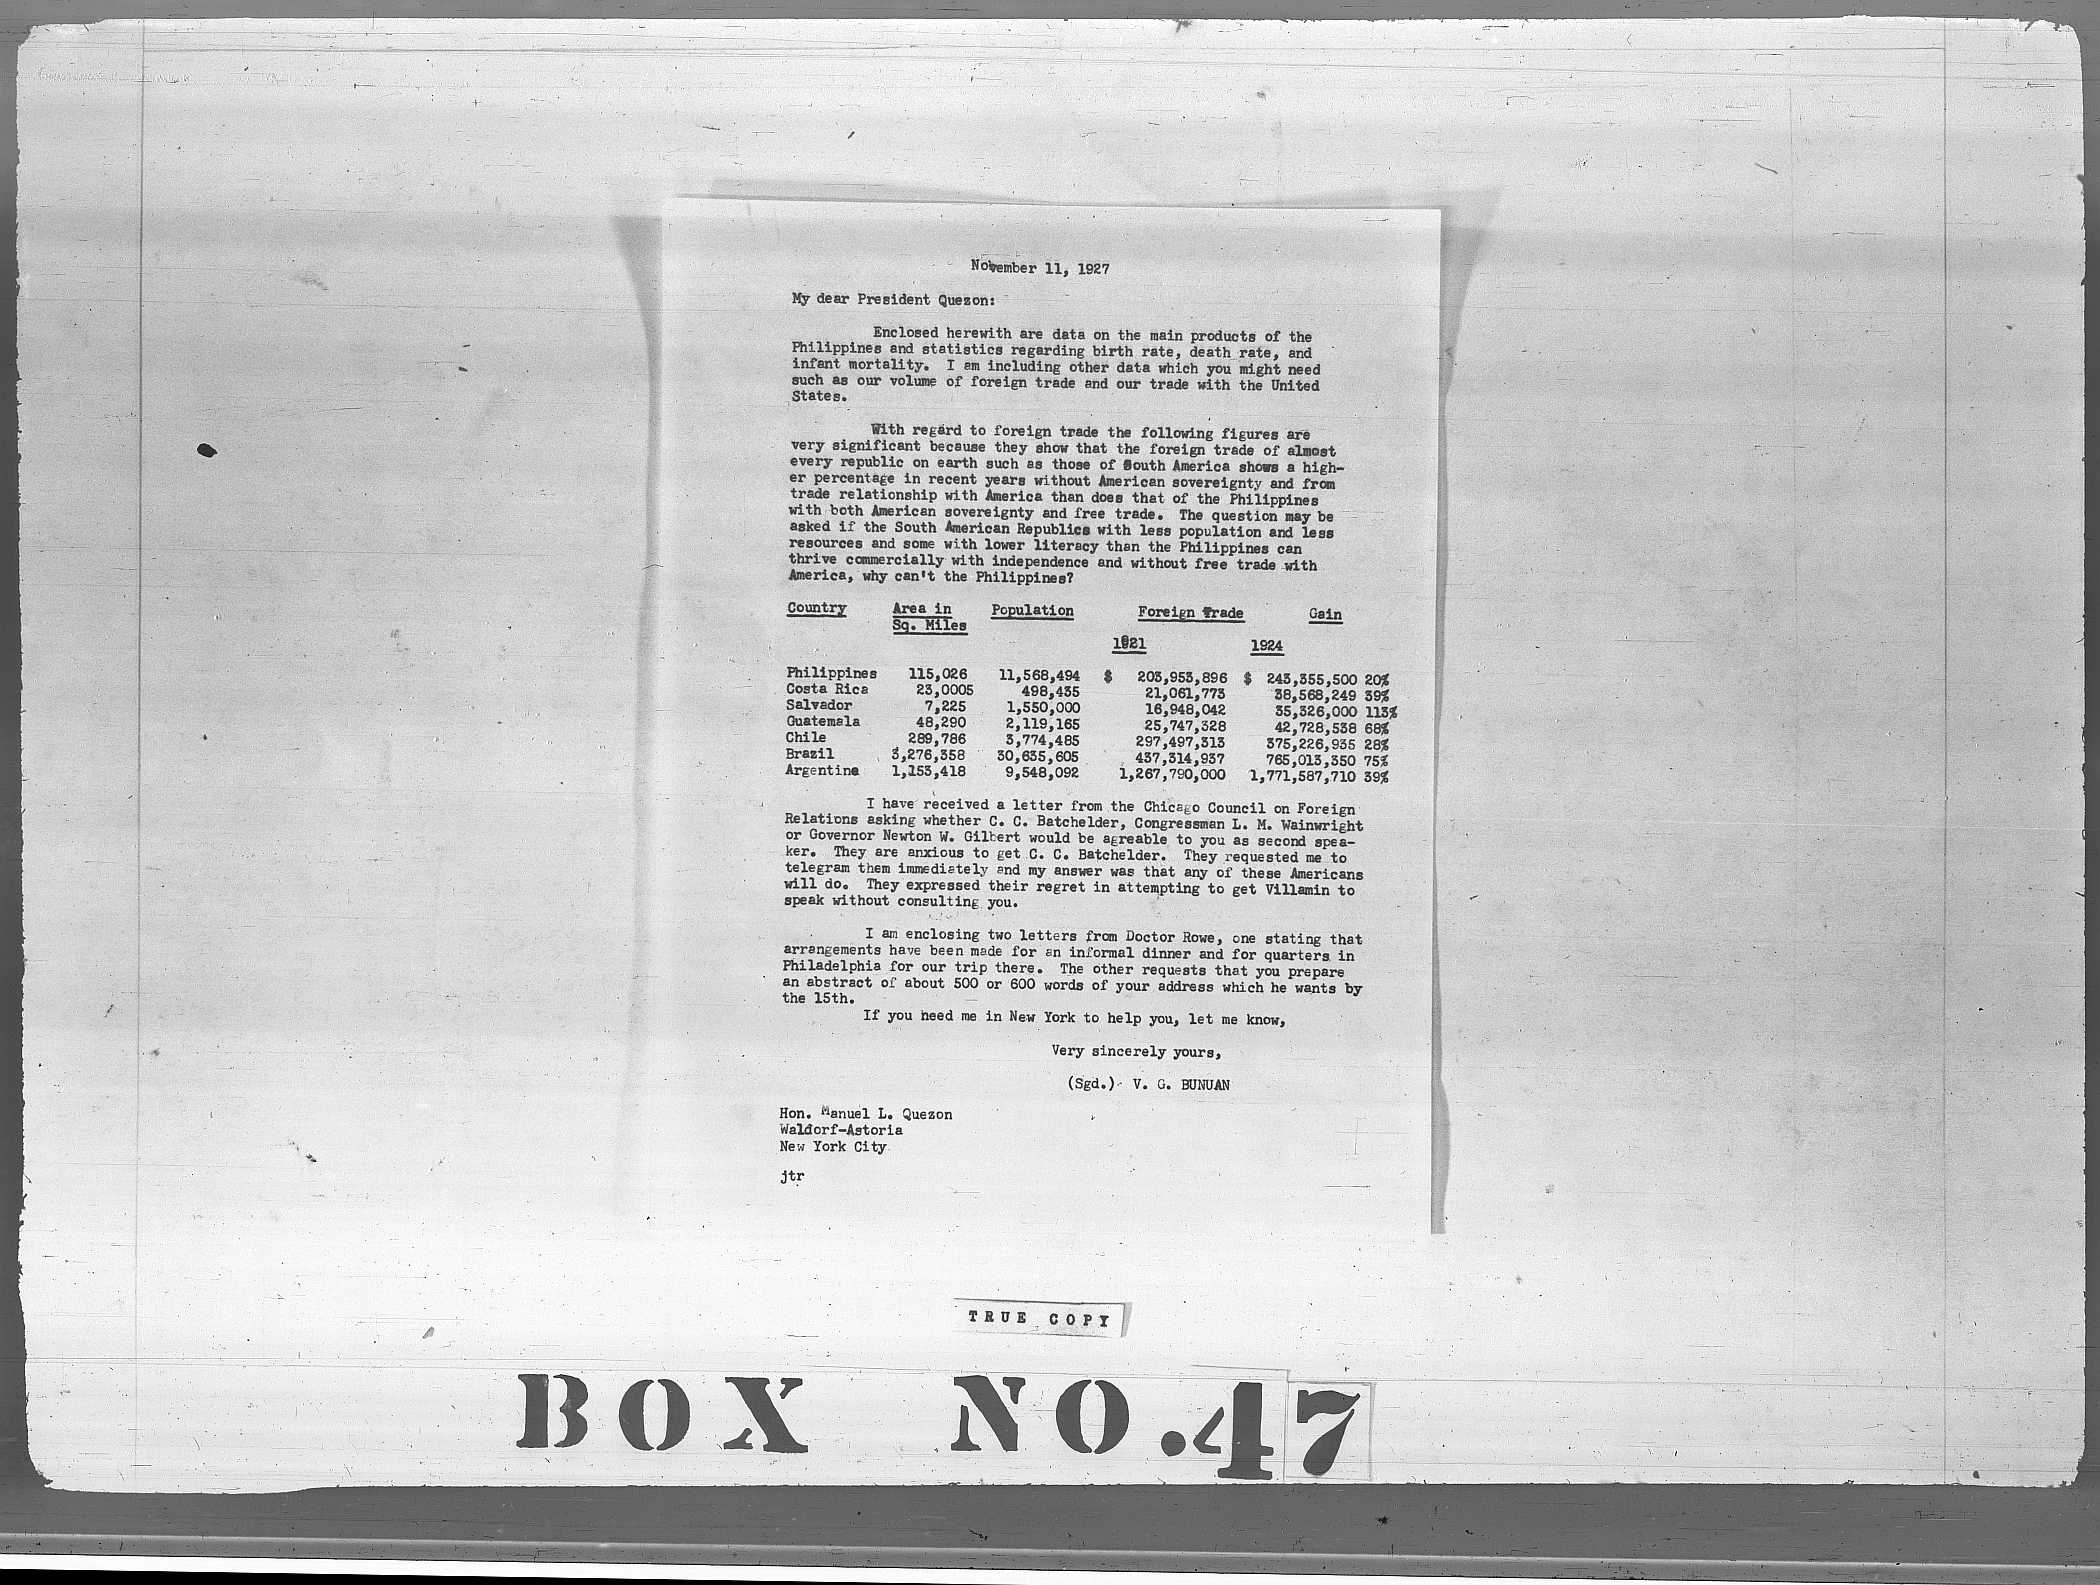 November 11, 1927
My dear President Quezon:
Enclosed herewith are data on the main products of the
Philippines and statistics regarding birth rate, death rate, and
infant mortality. I am including other data which you might need
such as our volume of foreign trade and our trade with the United
States.
With regard to foreign trade the following figures are
very significant because they show that the foreign trade of almost
every republic on earth such as those of South America shows a high-
er percentage in recent years without American sovereignty and from
trade relationship with America than does that of the Philippines
with both American sovereignty and free trade. The question may be
asked if the South American Republics with less population and less
resources and some with lower literacy than the Philippines can
thrive commercially with independence and without free trade with
America, why can't the Philippines?
Country Area in Population Foreign Trade Gain
Sq. Miles
1921 1924
Philippines 115,026 11,568,494 $ 203,953,896 $ 243,355,500 20%
Costa Rica 23,0005 498,435 21,061,773 38,568,249 39%
Salvador 7,225 1,550,000 16,948,042 35,326,000 113%
Guatemala 48,290 2,119,165 25,747,328 42,728,538 68%
Chile 289,786 3,774,485 297,497,313 375,226,935 28%
Brazil 3,276,358 30,635,605 437,314,937 765,013,350 75%
Argentina 1,153,418 9,548,092 1,267,790,000 1,771,587,710 39%
I have received a letter from the Chicago Council on Foreign
Relations asking whether C. C. Batchelder, Congressman L. M. Wainwright
or Governor Newton W. Gilbert would be agreable to you as second spea-
ker. They are anxious to get C. C. Batchelder. They requested me to
telegram them immediately and my answer was that any of these Americans
will do. They expressed their regret in attempting to get Villamin to
speak without consulting you.
I am enclosing two letters from Doctor Rowe, one stating that
arrangements have been made for an informal dinner and for quarters in
Philadelphia for our trip there. The other requests that you prepare
an abstract of about 500 or 600 words of your address which he wants by
the 15th.
If you need me in New York to help you, let me know,
Very sincerely yours,
(Sgd.) V. G. BUNUAN
Hon. Manuel L. Quezon
Waldorf-Astoria
New York City
jtr
TRUE COPY
BOX NO.47